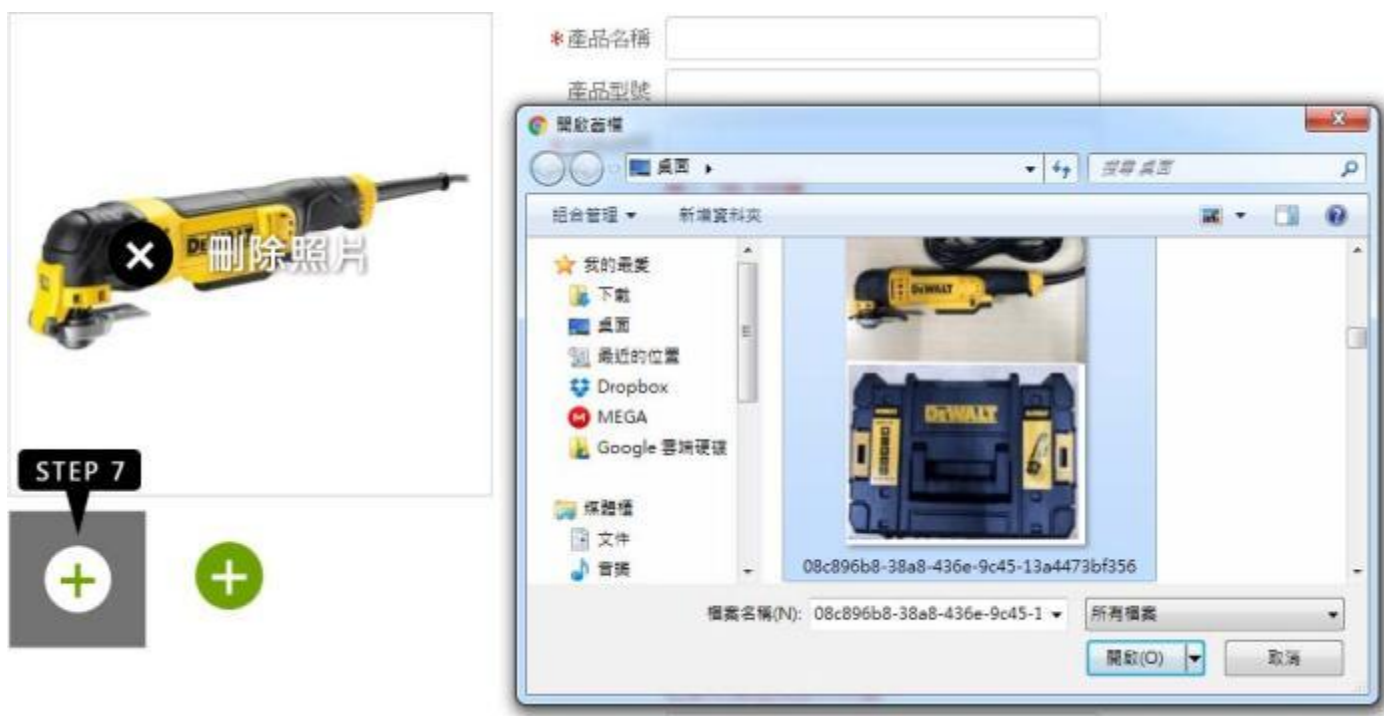 *產品名稱
產品型號
開啟舊檔
桌面
搜尋 桌面
組合管理
新增資料夾
我的最愛
下載
桌面
最近的位置
Dropbox
MEGA
Google 雲端硬碟
媒體櫃
文件
音樂
DEWALT
DEWALT
08c896b8-38a8-436e-9c45-13a4473bf356
檔案名稱(N): 08c896b8-38a8-436e-9c45-1
所有檔案
開啟(O)
取消
刪除照片
STEP 7